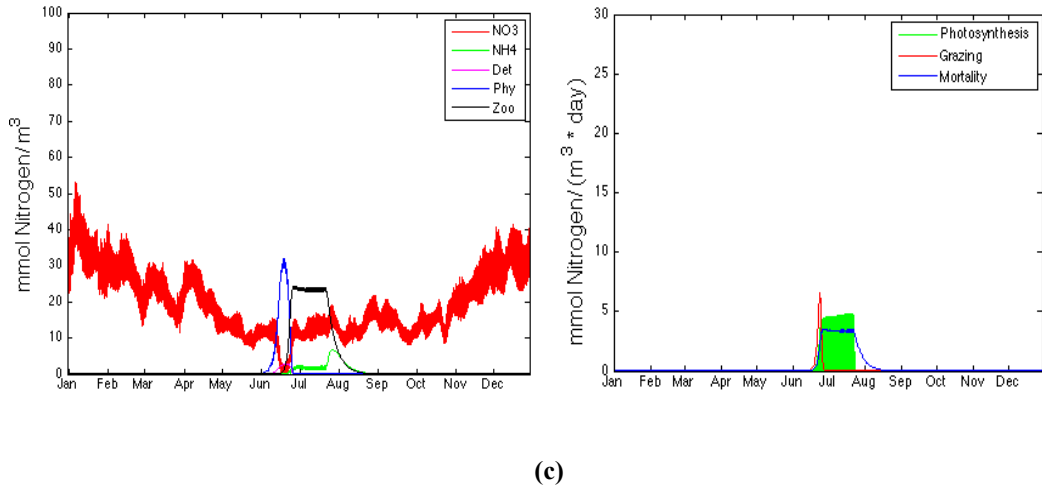 100
90
80
70
60
50
40
30
20
10
0
mmol Nitrogen/m³
NO3
NH4
Det
Phy
Zoo
Jan Feb Mar Apr May Jun Jul Aug Sep Oct Nov Dec
30
25
20
15
10
5
0
mmol Nitrogen/(m³ * day)
Photosynthesis
Grazing
Mortality
Jan Feb Mar Apr May Jun Jul Aug Sep Oct Nov Dec
(c)